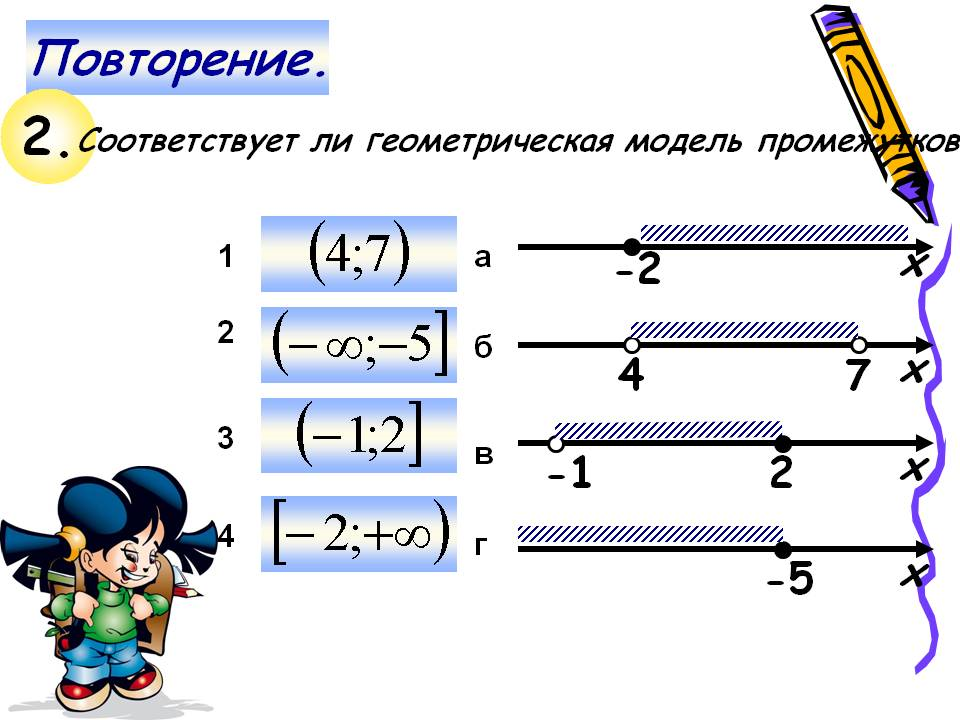 Повторение.
2. Соответствует ли геометрическая модель промежутков
1 (4;7) а -2 x
2 (-∞;-5] б 4 7 x
3 (-1;2] в -1 2 x
4 [-2;+∞) г -5 x